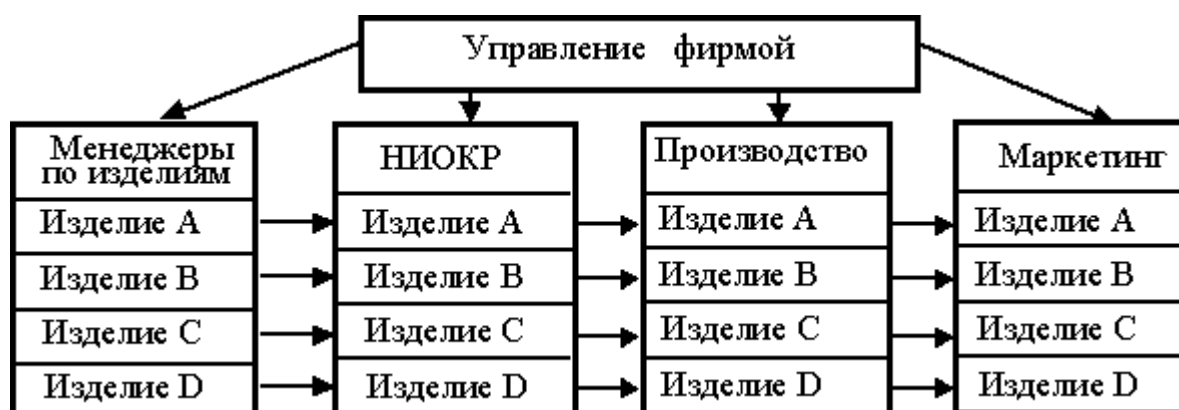 Управление фирмой
Менеджеры
по изделиям
НИОКР
Производство
Маркетинг
Изделие A
Изделие A
Изделие A
Изделие A
Изделие B
Изделие B
Изделие B
Изделие B
Изделие C
Изделие C
Изделие C
Изделие C
Изделие D
Изделие D
Изделие D
Изделие D